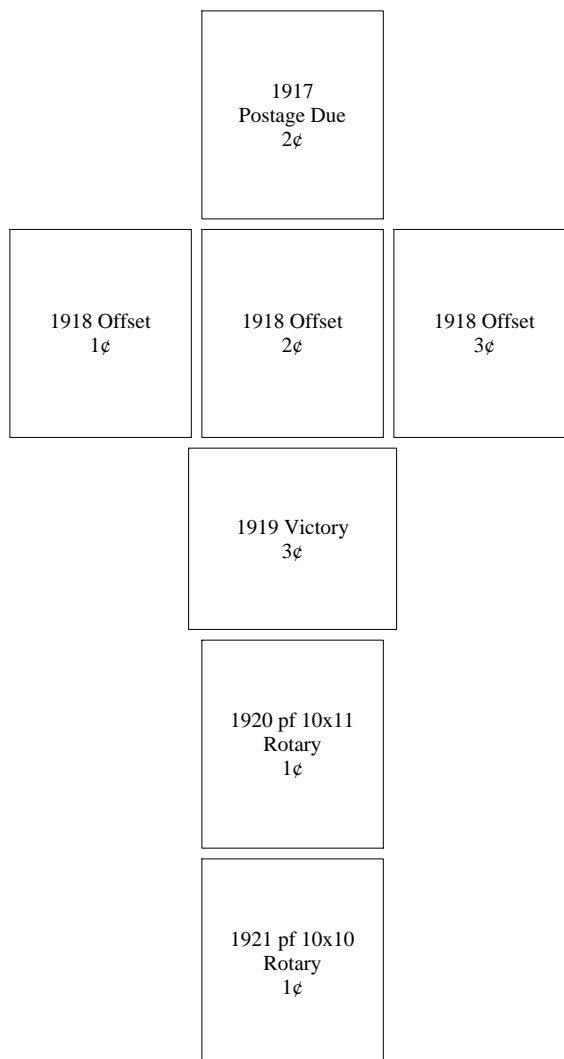 1917
Postage Due
2¢
1918 Offset
1¢
1918 Offset
2¢
1918 Offset
3¢
1919 Victory
3¢
1920 pf 10x11
Rotary
1¢
1921 pf 10x10
Rotary
1¢